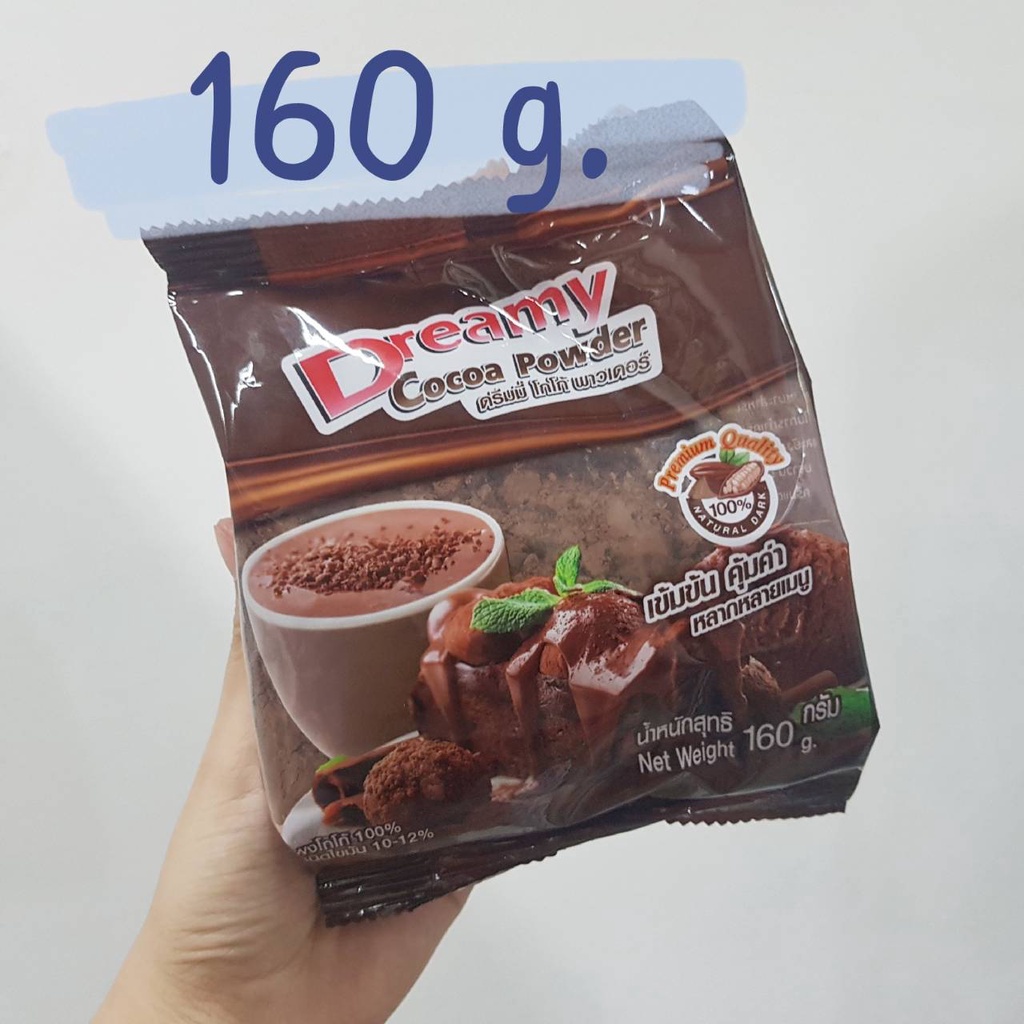 160 g.
Dreamy
Cocoa Powder
ดรีมมี่ โกโก้ พาวเดอร์
Premium Quality
100%
NATURAL DARK
เข้มข้น คุ้มค่า
หลากหลายเมนู
น้ำหนักสุทธิ 160 กรัม
Net Weight g.
ผงโกโก้ 100%
ชนิดไขมัน 10-12%